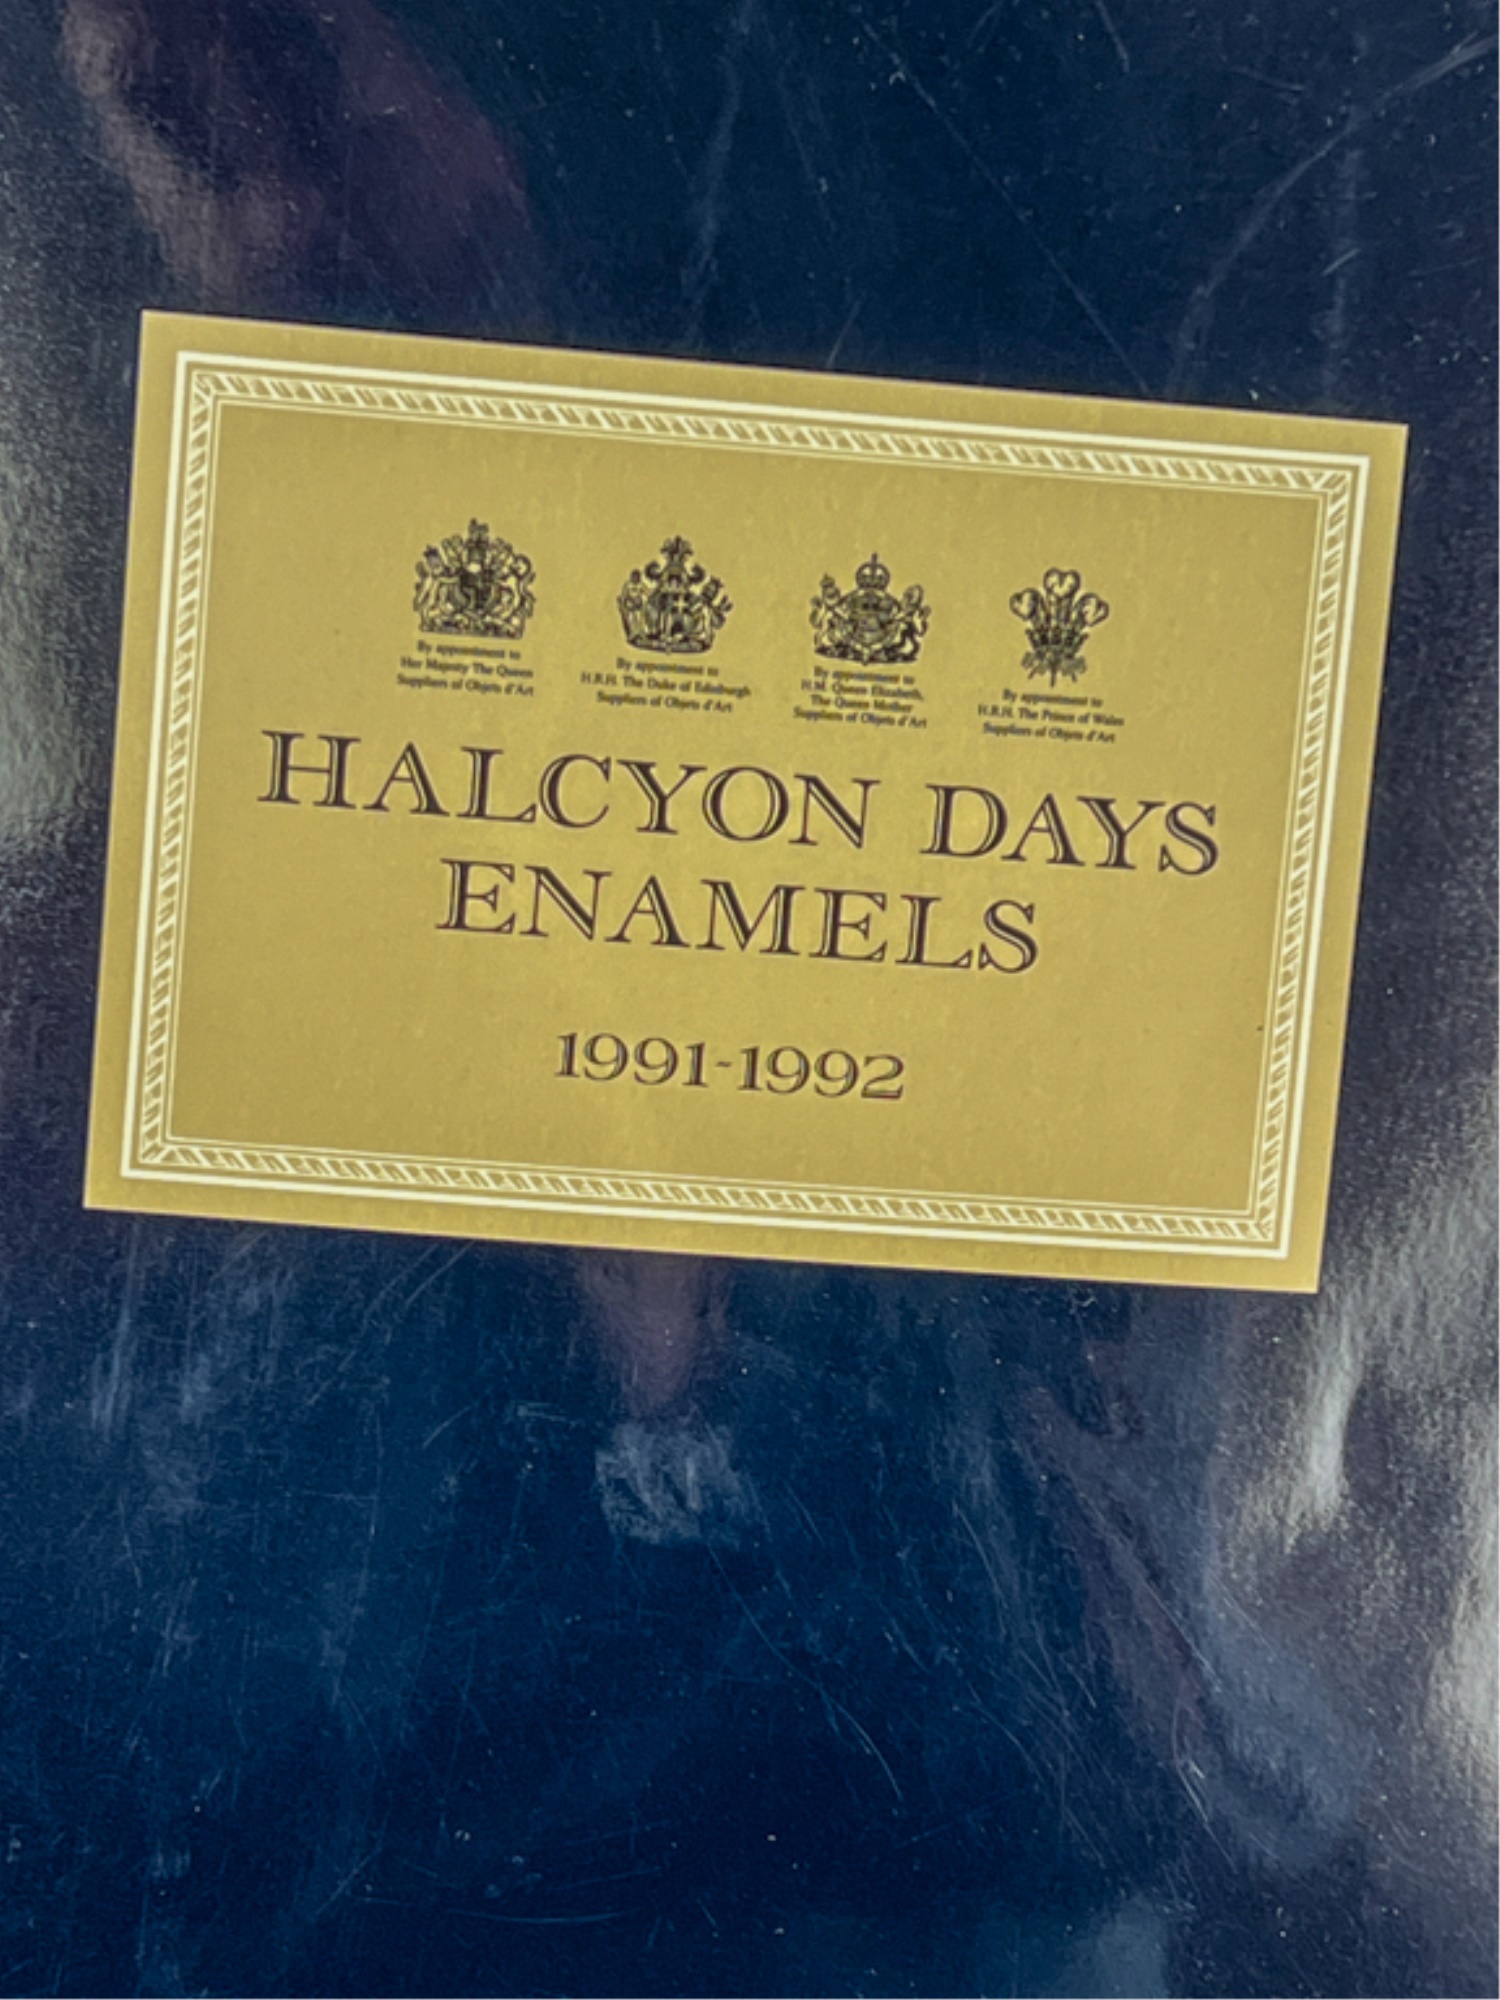 By appointment to
Her Majesty The Queen
Suppliers of Objets d'Art
By appointment to
H.R.H. The Duke of Edinburgh
Suppliers of Objets d'Art
By appointment to
H.M. Queen Elizabeth,
The Queen Mother
Suppliers of Objets d'Art
By appointment to
H.R.H. The Prince of Wales
Suppliers of Objets d'Art
HALCYON DAYS
ENAMELS
1991-1992